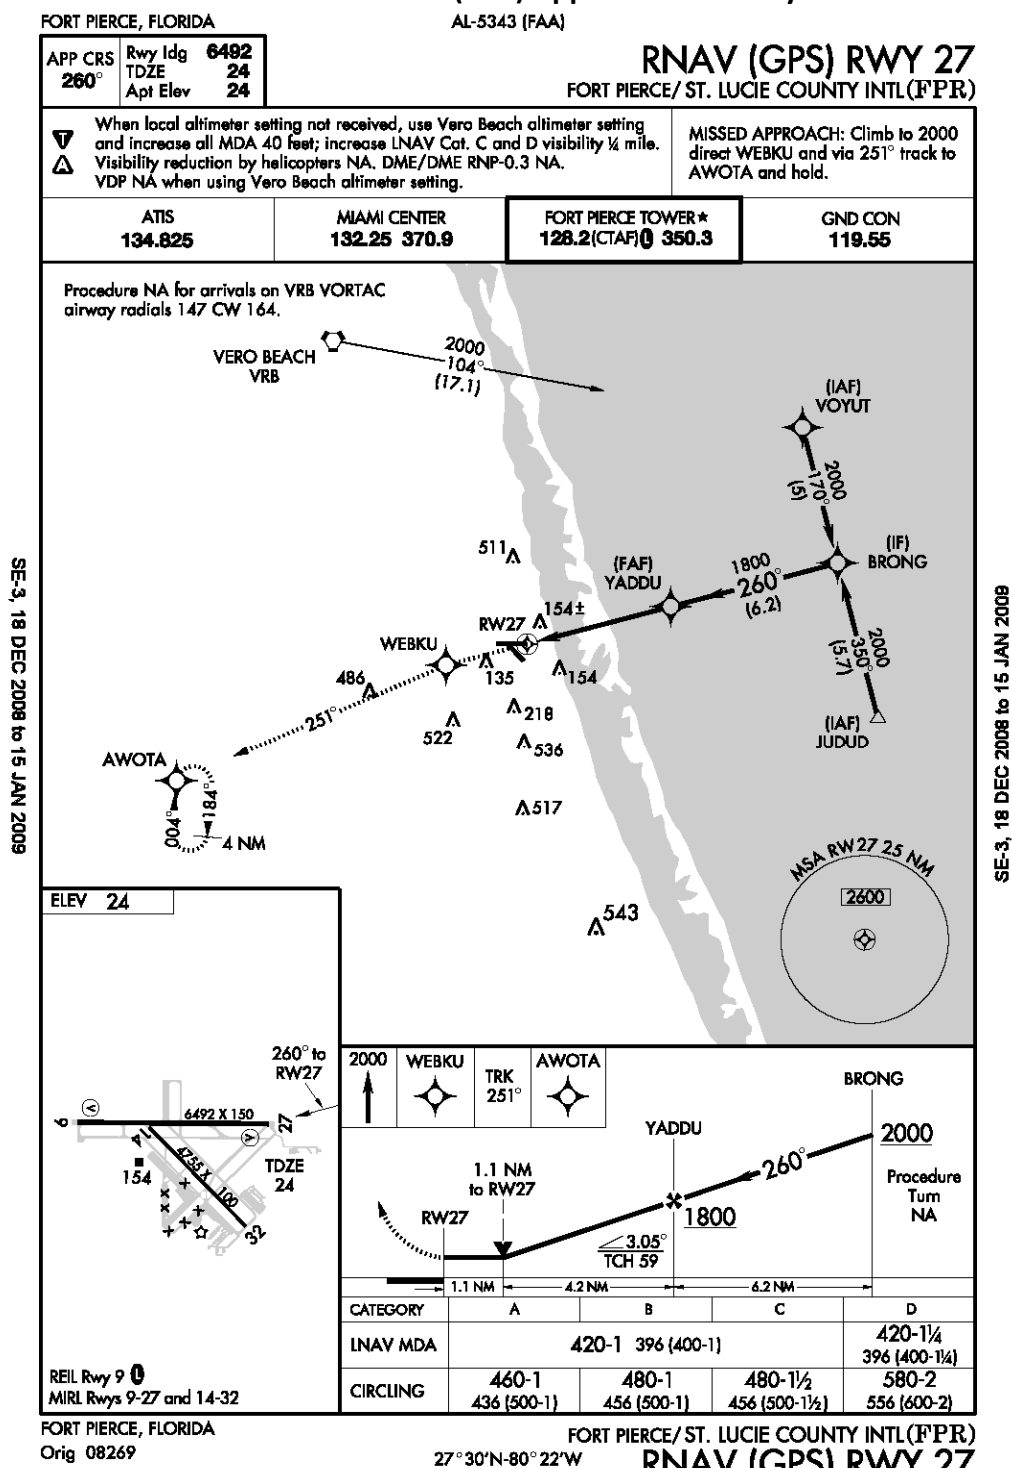 FORT PIERCE, FLORIDA
AL-5343 (FAA)
APP CRS
260°
Rwy ldg 6492
TDZE 24
Apt Elev 24
RNAV (GPS) RWY 27
FORT PIERCE/ ST. LUCIE COUNTY INTL (FPR)
T
A
When local altimeter setting not received, use Vero Beach altimeter setting
and increase all MDA 40 feet; increase LNAV Cat. C and D visibility ¼ mile.
Visibility reduction by helicopters NA. DME/DME RNP-0.3 NA.
VDP NA when using Vero Beach altimeter setting.
MISSED APPROACH: Climb to 2000
direct WEBKU and via 251° track to
AWOTA and hold.
ATIS
134.825
MIAMI CENTER
132.25 370.9
FORT PIERCE TOWER★
128.2 (CTAF) L 350.3
GND CON
119.55
Procedure NA for arrivals on VRB VORTAC
airway radials 147 CW 164.
VERO BEACH
VRB
2000
104°
(17.1)
(IAF)
VOYUT
2000
170°
(5)
(IF)
BRONG
1800
260°
(6.2)
(FAF)
YADDU
2000
350°
(5.7)
(IAF)
JUDUD
511
154±
RW27
WEBKU
135
154
486
218
522
536
251°
517
AWOTA
004°
184°
4 NM
543
MSA RW27 25 NM
2600
SE-3, 18 DEC 2008 to 15 JAN 2009
SE-3, 18 DEC 2008 to 15 JAN 2009
ELEV 24
260° to
RW27
6492 X 150
9
27
V
V
A
154
4755 X 100
14
32
TDZE
24
REIL Rwy 9 L
MIRL Rwys 9-27 and 14-32
2000
WEBKU
TRK
251°
AWOTA
BRONG
YADDU
2000
260°
1.1 NM
to RW27
RW27
1800
3.05°
TCH 59
Procedure
Turn
NA
1.1 NM
4.2 NM
6.2 NM
CATEGORY A B C D
LNAV MDA 420-1 396 (400-1) 420-1¼
396 (400-1¼)
CIRCLING 460-1 480-1 480-1½ 580-2
436 (500-1) 456 (500-1) 456 (500-1½) 556 (600-2)
FORT PIERCE, FLORIDA
Orig 08269
27°30'N-80°22'W
FORT PIERCE/ ST. LUCIE COUNTY INTL (FPR)
RNAV (GPS) RWY 27